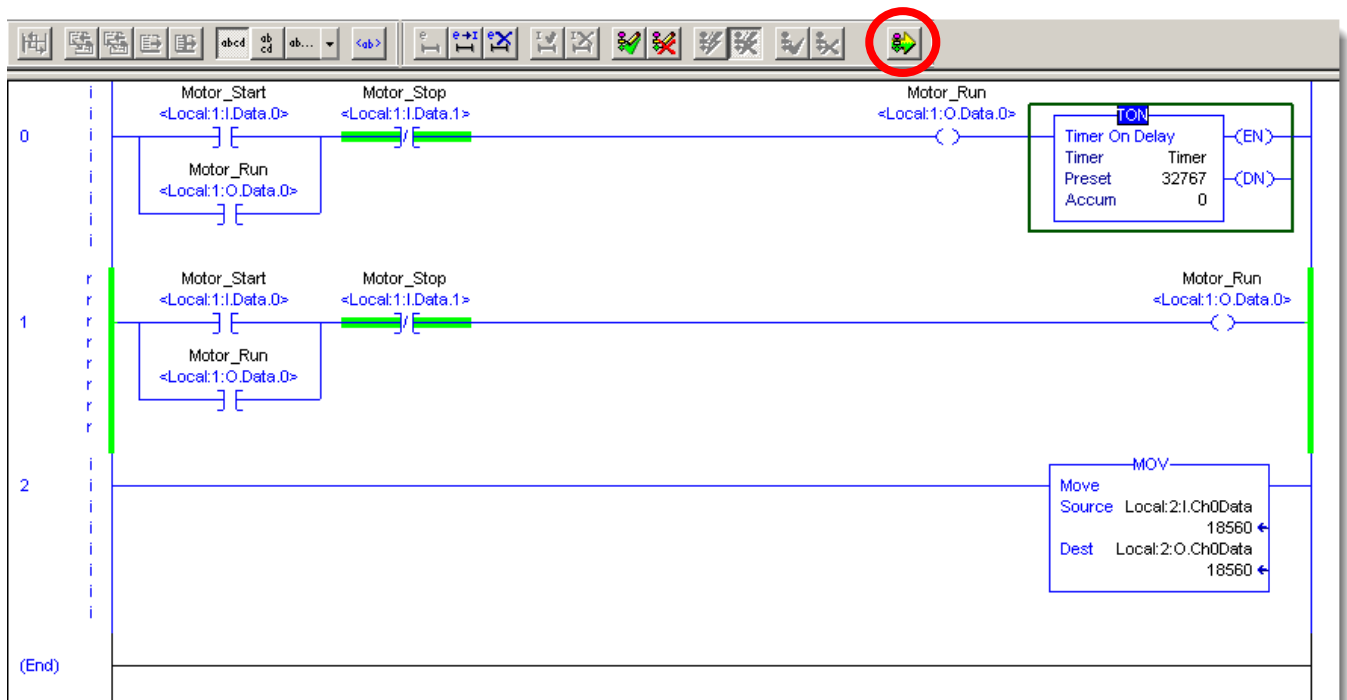 abcd ab cd ab... <ab> e e→I e I I
i Motor_Start Motor_Stop Motor_Run
i <Local:1:I.Data.0> <Local:1:I.Data.1> <Local:1:O.Data.0> TON
0 i Timer On Delay EN
i Timer Timer
i Motor_Run Preset 32767 DN
i <Local:1:O.Data.0> Accum 0
i
i
r Motor_Start Motor_Stop Motor_Run
r <Local:1:I.Data.0> <Local:1:I.Data.1> <Local:1:O.Data.0>
1 r
r
r Motor_Run
r <Local:1:O.Data.0>
r
r
i MOV
2 i Move
i Source Local:2:I.Ch0Data
i 18560
i Dest Local:2:O.Ch0Data
i 18560
i
i
(End)